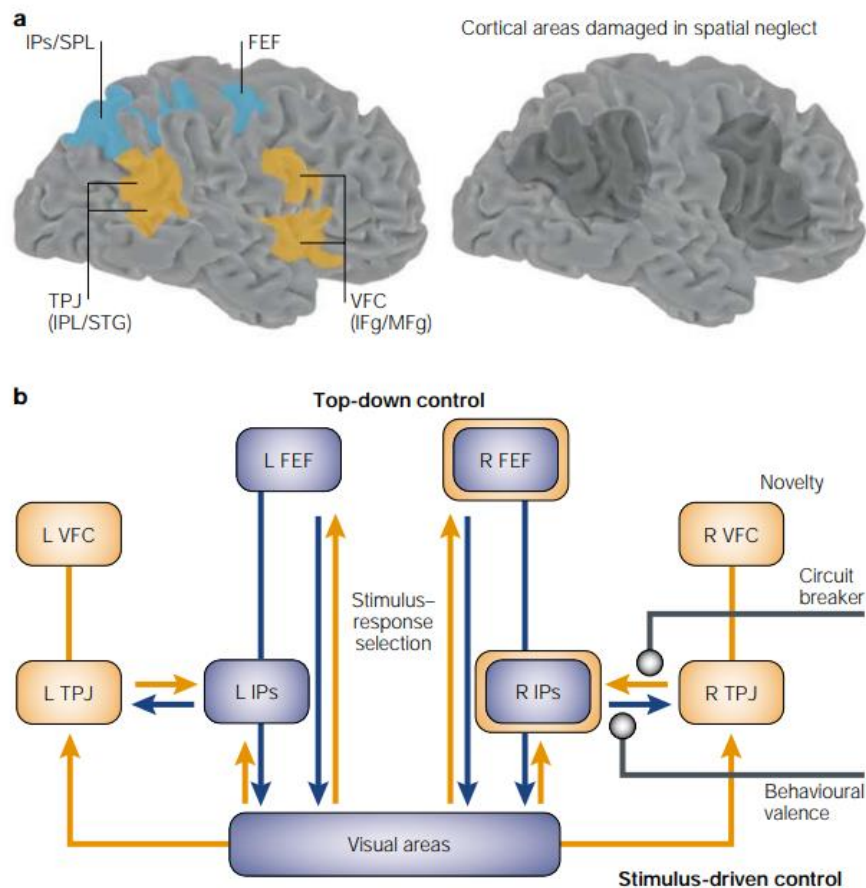 a
IPs/SPL
FEF
Cortical areas damaged in spatial neglect
TPJ
(IPL/STG)
VFC
(IFg/MFg)
b
Top-down control
L FEF
R FEF
Novelty
L VFC
R VFC
Circuit
breaker
Stimulus–
response
selection
L TPJ
L IPs
R IPs
R TPJ
Behavioural
valence
Visual areas
Stimulus-driven control